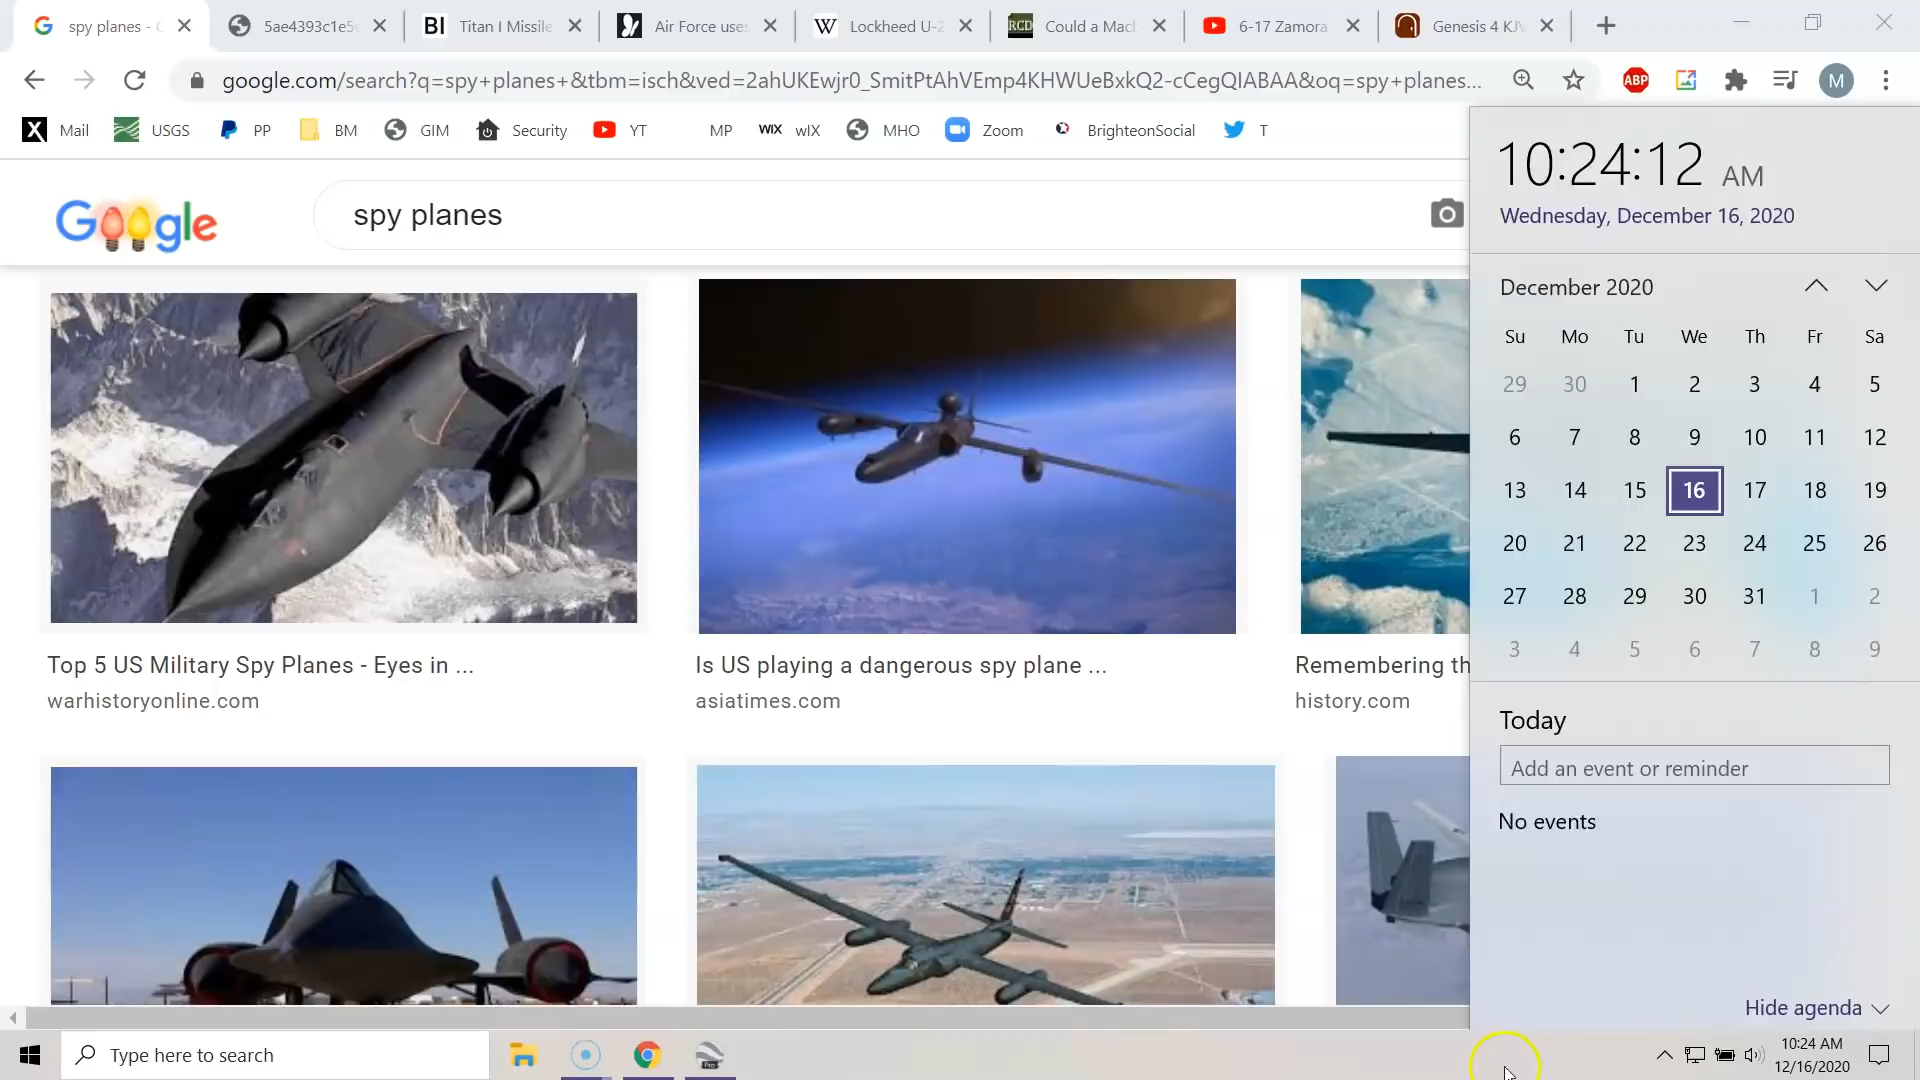 spy planes - G
5ae4393c1e5c
BI Titan I Missile
Air Force uses
W Lockheed U-2
RCD Could a Mach
6-17 Zamora
Genesis 4 KJV
google.com/search?q=spy+planes+&tbm=isch&ved=2ahUKEwjr0_SmitPtAhVEmp4KHWUeBxkQ2-cCegQIABAA&oq=spy+planes...
ABP
M
X Mail
USGS
PP
BM
GIM
Security
YT
MP
WIX wIX
MHO
Zoom
BrighteonSocial
T
Google
spy planes
Top 5 US Military Spy Planes - Eyes in ...
warhistoryonline.com
Is US playing a dangerous spy plane ...
asiatimes.com
Remembering th
history.com
10:24:12 AM
Wednesday, December 16, 2020
December 2020
Su Mo Tu We Th Fr Sa
29 30 1 2 3 4 5
6 7 8 9 10 11 12
13 14 15 16 17 18 19
20 21 22 23 24 25 26
27 28 29 30 31 1 2
3 4 5 6 7 8 9
Today
Add an event or reminder
No events
Hide agenda
Type here to search
Pro
10:24 AM
12/16/2020